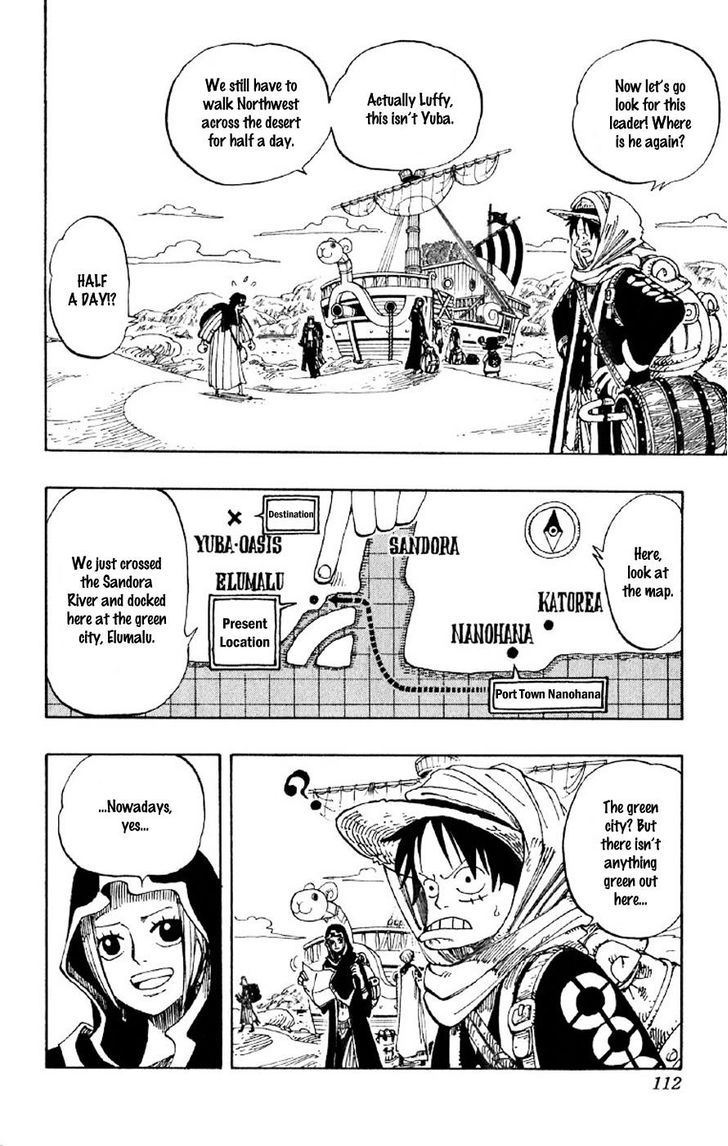 Now let's go
look for this
leader! Where
is he again?
Actually Luffy,
this isn't Yuba.
We still have to
walk Northwest
across the desert
for half a day.
HALF
A DAY!?
Here,
look at
the map.
Destination
YUBA·OASIS
SANDORA
ELUMALU
Present
Location
KATOREA
NANOHANA
Port Town Nanohana
We just crossed
the Sandora
River and docked
here at the green
city, Elumalu.
The green
city? But
there isn't
anything
green out
here...
?
...Nowadays,
yes...
112